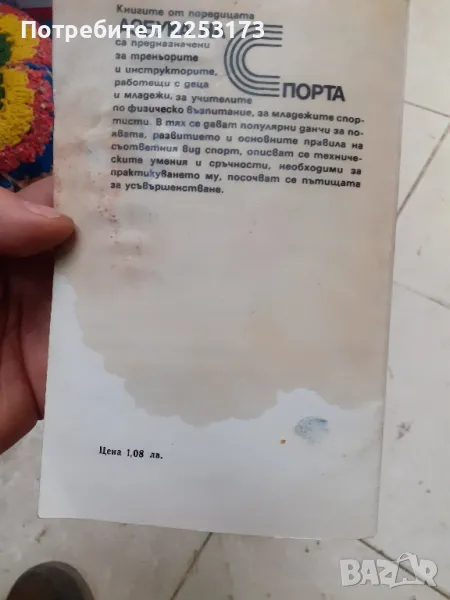 Книгите от поредицата
Потребител 2253173
са предназначени
за треньорите
и инструкторите,
работещи с деца
и младежи, за учителите
СПОРТА
по физическо възпитание, за младежите спор-
тисти. В тях се дават популярни данни за по-
явата, развитието и основните правила на
съответния вид спорт, описват се техниче-
ските умения и сръчности, необходими за
практикуването му, посочват се пътищата
за усъвършенстване.
Цена 1,08 лв.
bazar.bg